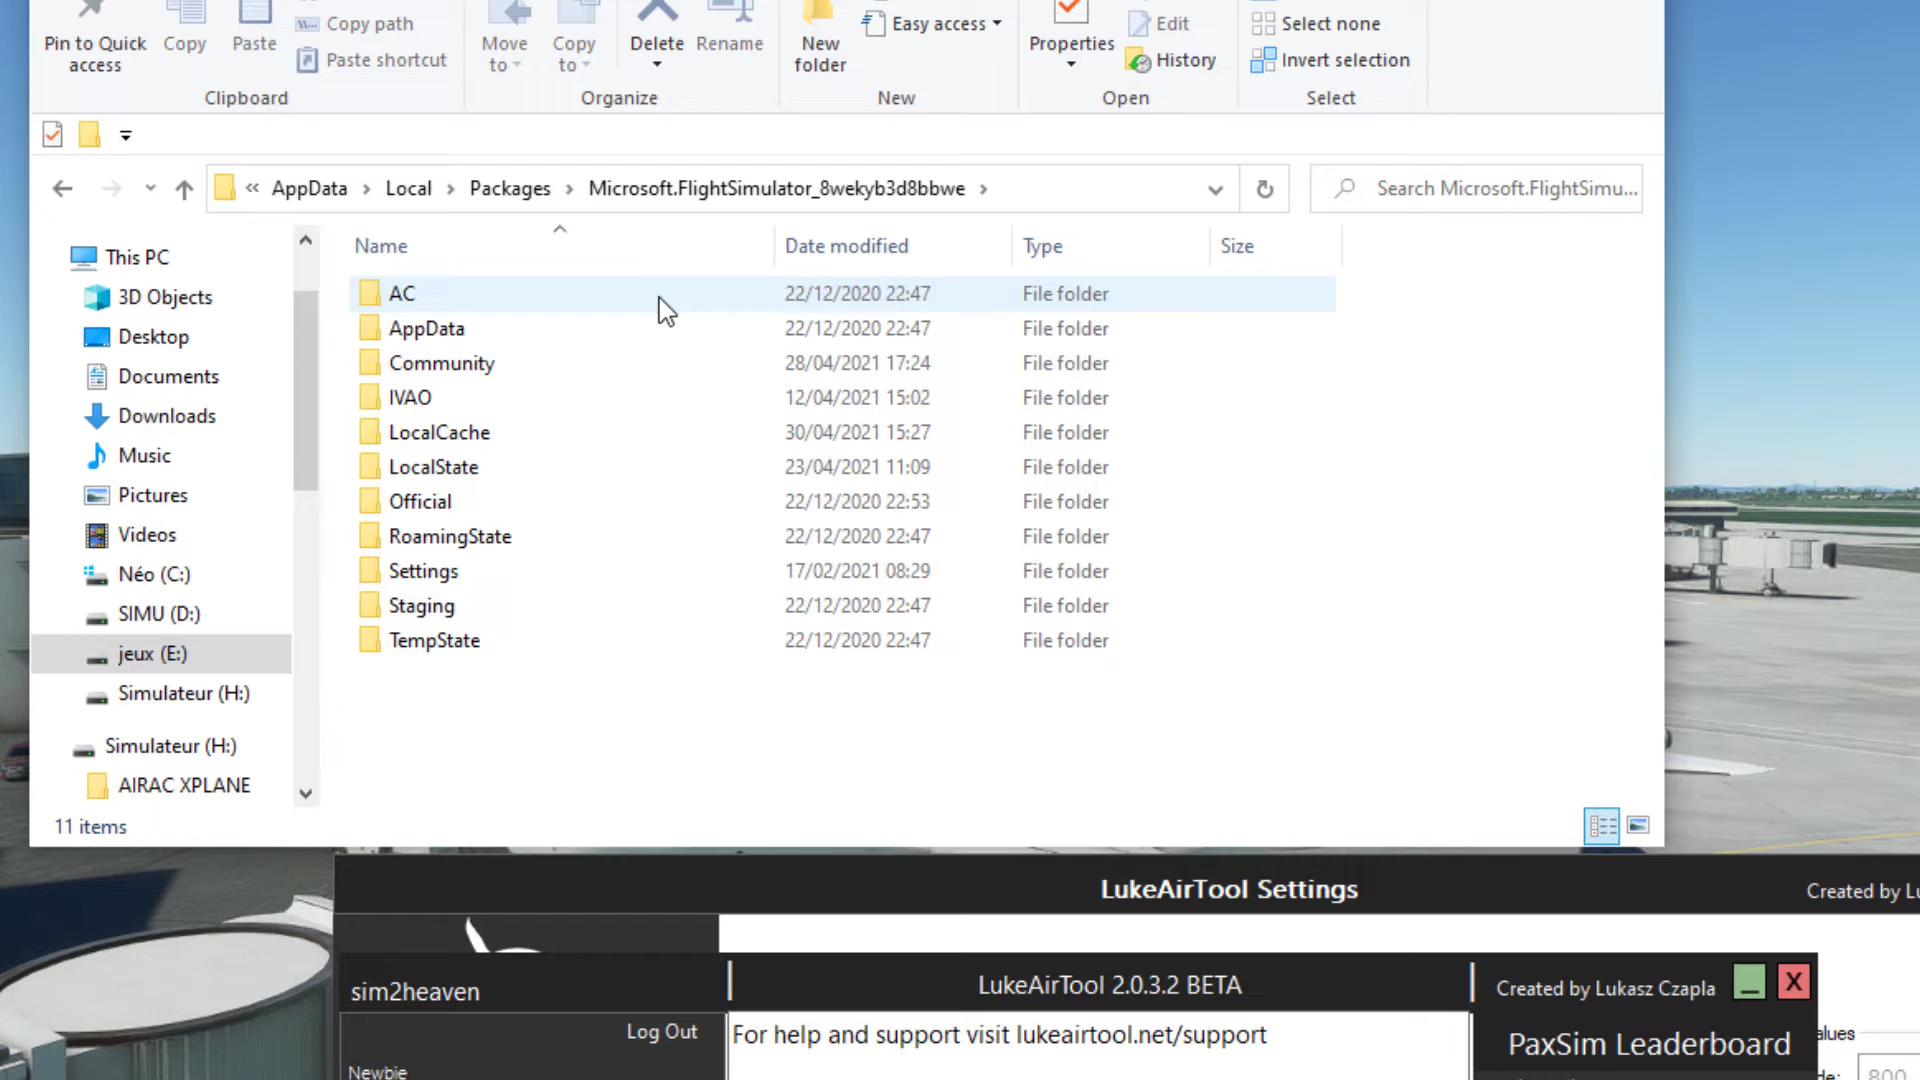 Pin to Quick access
Copy
Paste
Copy path
Paste shortcut
Clipboard
Move to
Copy to
Delete
Rename
Organize
New folder
Easy access
New
Properties
Edit
History
Open
Select none
Invert selection
Select
« AppData › Local › Packages › Microsoft.FlightSimulator_8wekyb3d8bbwe ›
Search Microsoft.FlightSimu...
This PC
3D Objects
Desktop
Documents
Downloads
Music
Pictures
Videos
Néo (C:)
SIMU (D:)
jeux (E:)
Simulateur (H:)
Simulateur (H:)
AIRAC XPLANE
Name Date modified Type Size
AC 22/12/2020 22:47 File folder
AppData 22/12/2020 22:47 File folder
Community 28/04/2021 17:24 File folder
IVAO 12/04/2021 15:02 File folder
LocalCache 30/04/2021 15:27 File folder
LocalState 23/04/2021 11:09 File folder
Official 22/12/2020 22:53 File folder
RoamingState 22/12/2020 22:47 File folder
Settings 17/02/2021 08:29 File folder
Staging 22/12/2020 22:47 File folder
TempState 22/12/2020 22:47 File folder
11 items
LukeAirTool Settings
Created by Lu
sim2heaven
LukeAirTool 2.0.3.2 BETA
Created by Lukasz Czapla
_ X
Log Out
For help and support visit lukeairtool.net/support
PaxSim Leaderboard
alues
Newbie
800